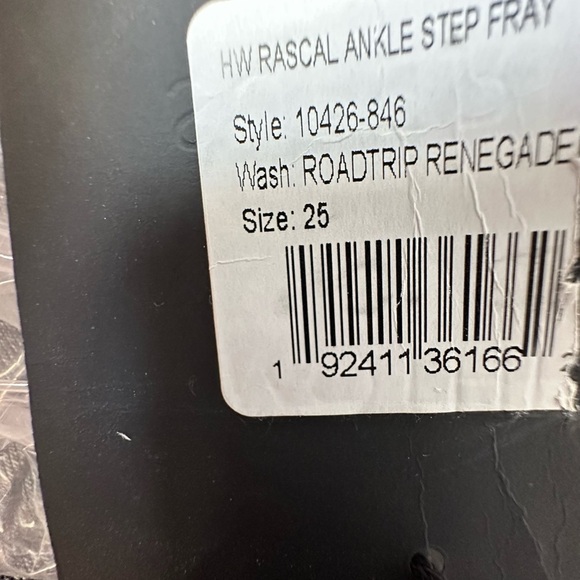 HW RASCAL ANKLE STEP FRAY
Style: 10426-846
Wash: ROADTRIP RENEGADE
Size: 25
1 92411 36166